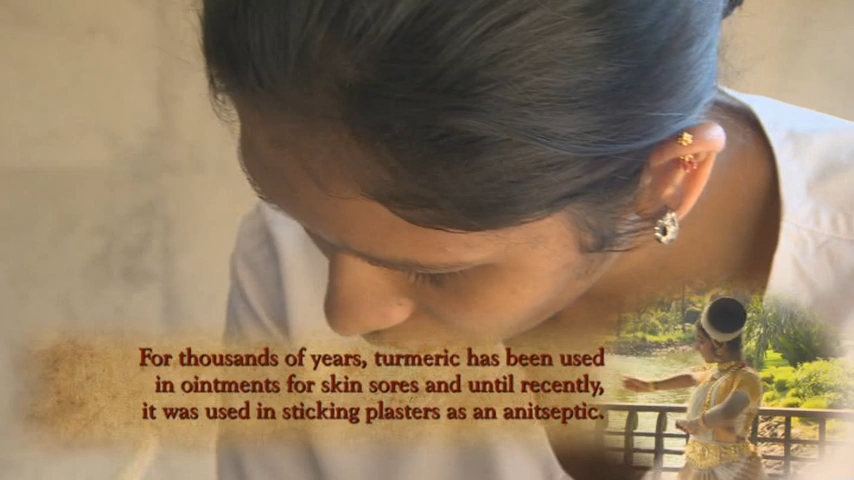 For thousands of years, turmeric has been used
in ointments for skin sores and until recently,
it was used in sticking plasters as an anitseptic.